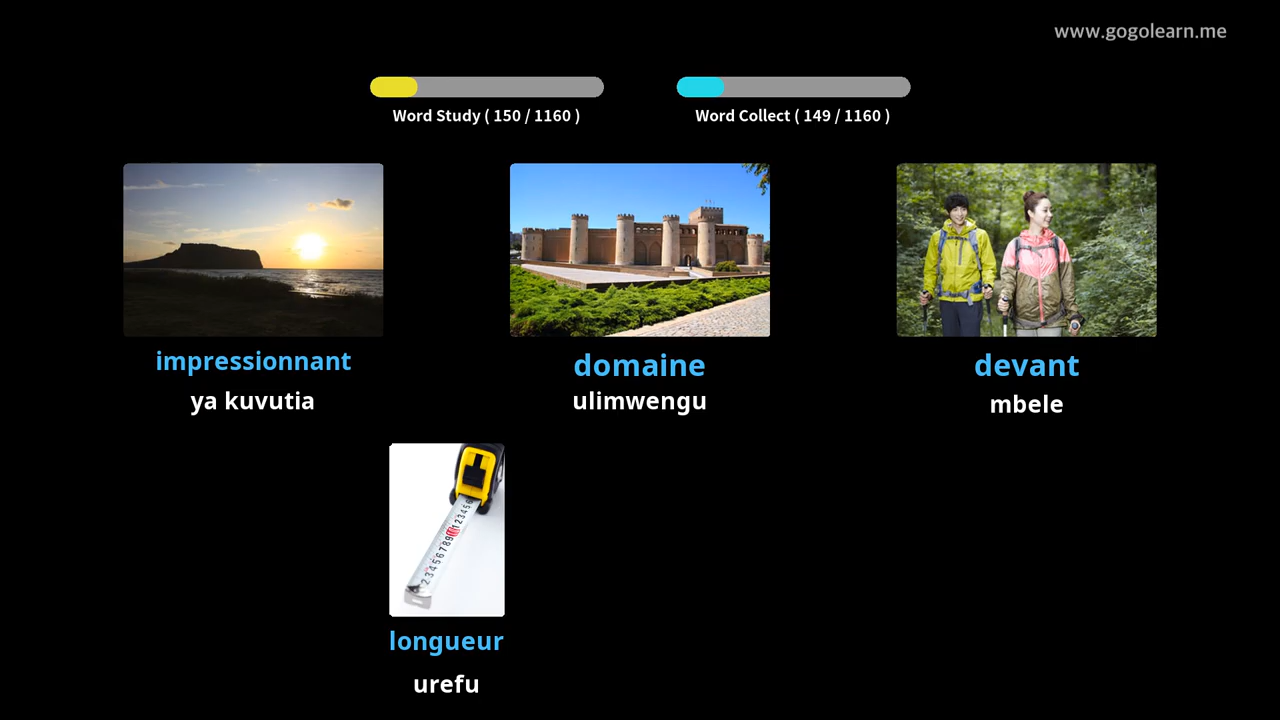 www.gogolearn.me
Word Study ( 150 / 1160 )
Word Collect ( 149 / 1160 )
impressionnant
ya kuvutia
domaine
ulimwengu
devant
mbele
longueur
urefu